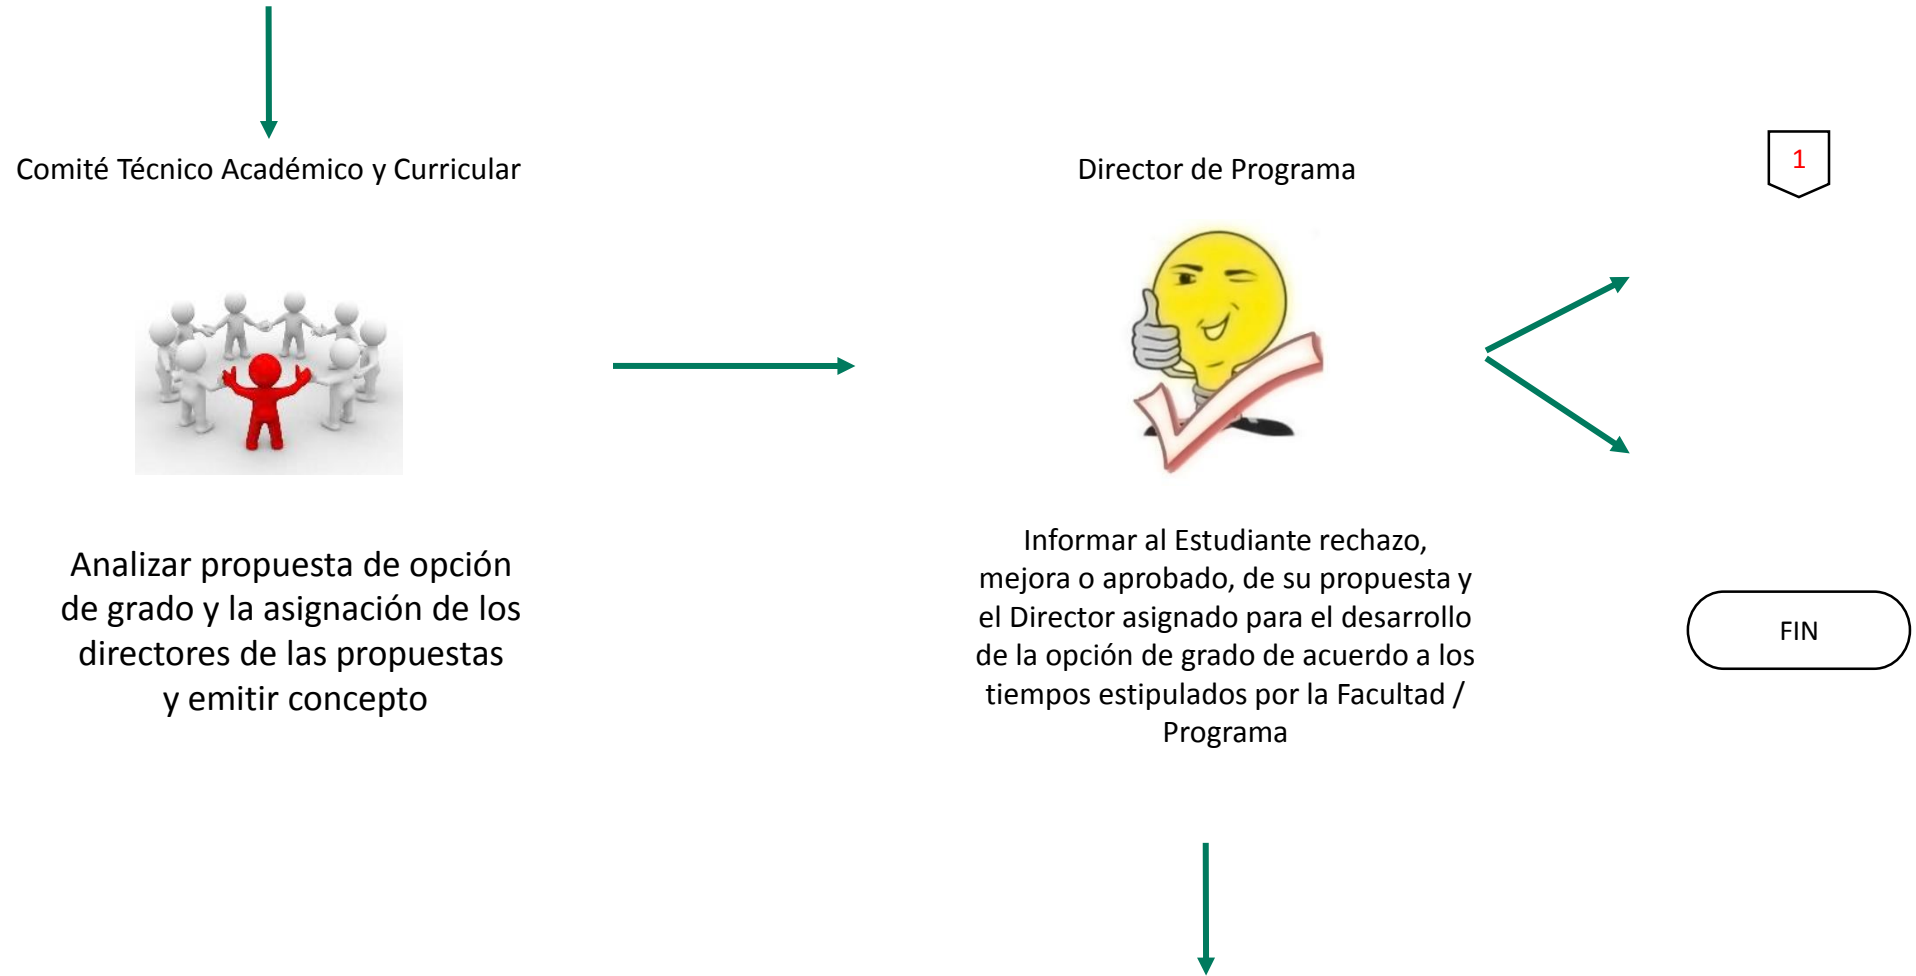 Comité Técnico Académico y Curricular
Analizar propuesta de opción
de grado y la asignación de los
directores de las propuestas
y emitir concepto
Director de Programa
Informar al Estudiante rechazo,
mejora o aprobado, de su propuesta y
el Director asignado para el desarrollo
de la opción de grado de acuerdo a los
tiempos estipulados por la Facultad /
Programa
1
FIN